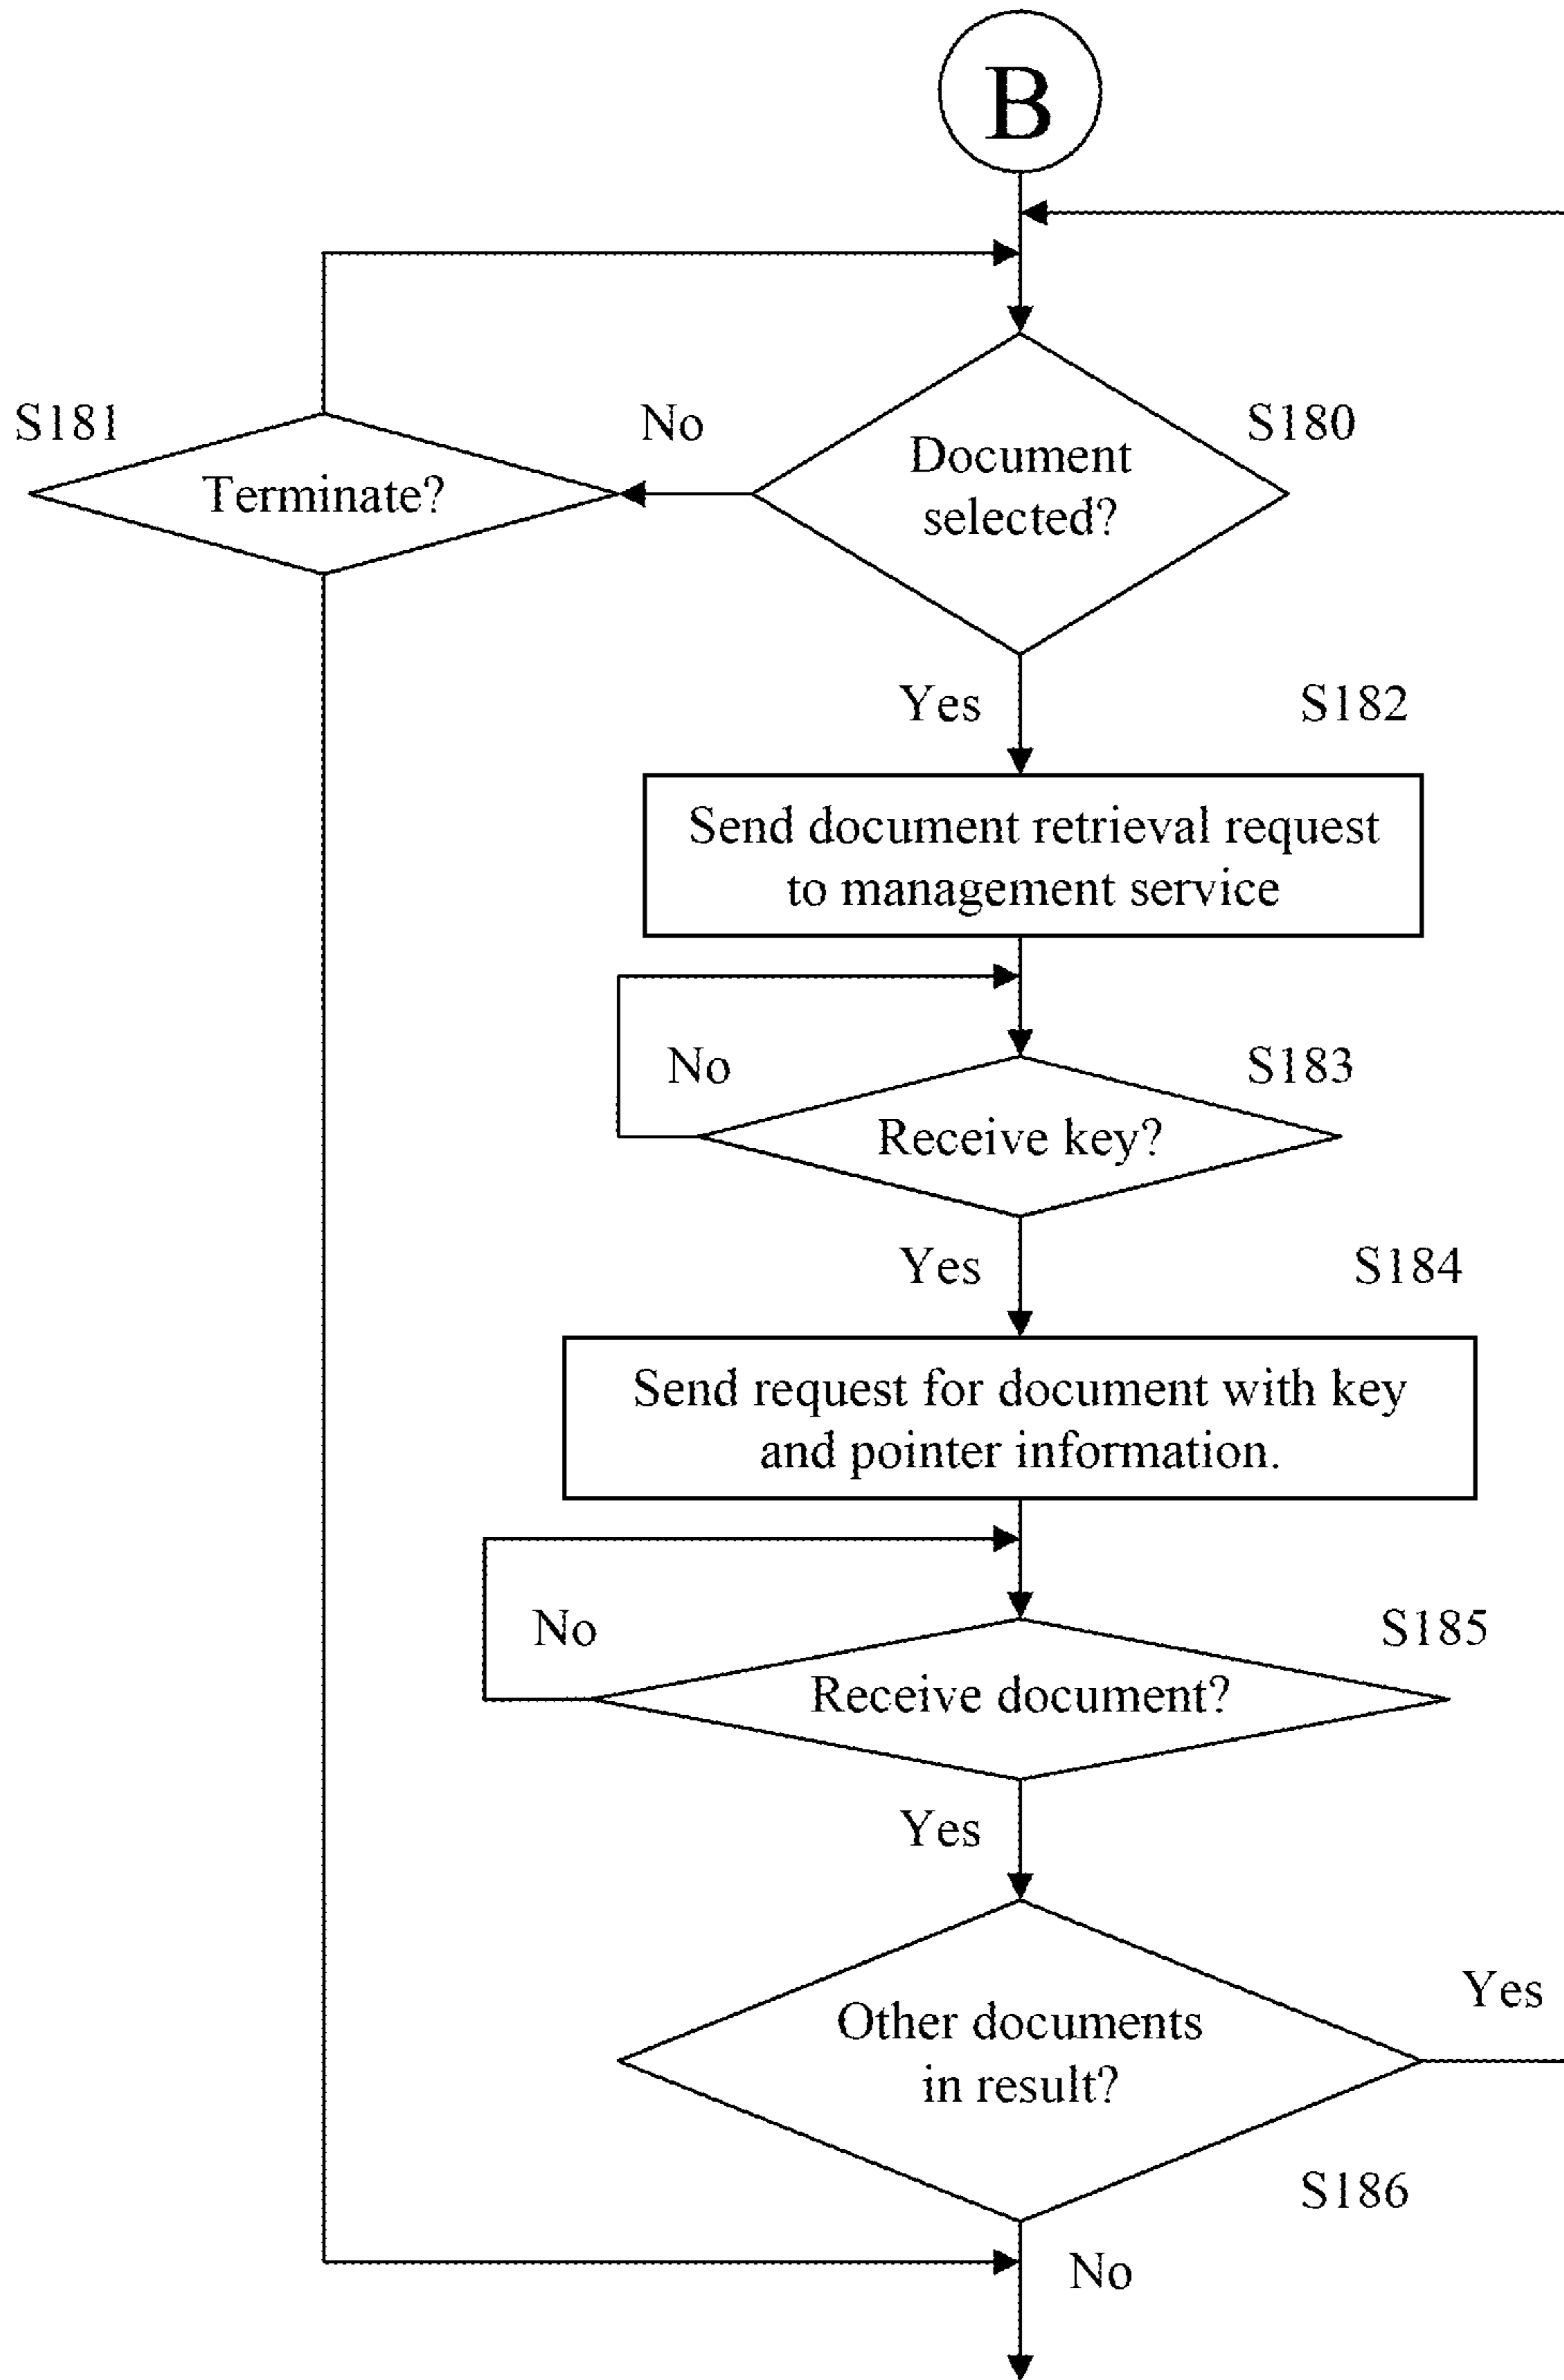 B
S181
No
S180
Terminate?
Document
selected?
Yes
S182
Send document retrieval request
to management service
No
S183
Receive key?
Yes
S184
Send request for document with key
and pointer information.
No
S185
Receive document?
Yes
Yes
Other documents
in result?
S186
No